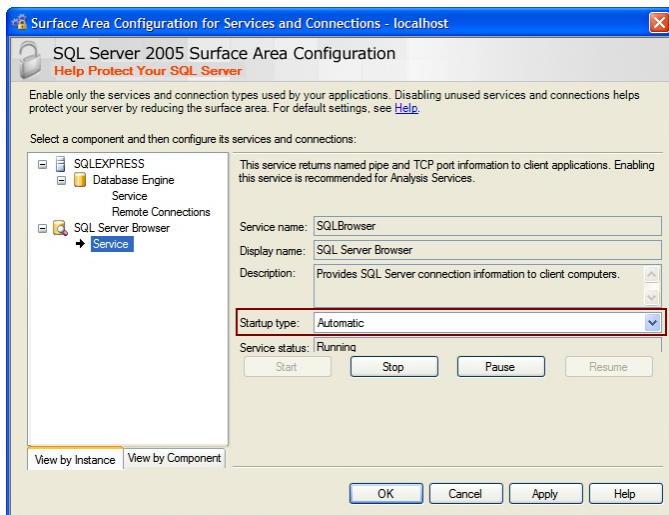 Surface Area Configuration for Services and Connections - localhost
SQL Server 2005 Surface Area Configuration
Help Protect Your SQL Server
Enable only the services and connection types used by your applications. Disabling unused services and connections helps
protect your server by reducing the surface area. For default settings, see Help.
Select a component and then configure its services and connections:
SQLEXPRESS
Database Engine
Service
Remote Connections
SQL Server Browser
Service
View by Instance
View by Component
This service returns named pipe and TCP port information to client applications. Enabling
this service is recommended for Analysis Services.
Service name: SQLBrowser
Display name: SQL Server Browser
Description: Provides SQL Server connection information to client computers.
Startup type: Automatic
Service status: Running
Start Stop Pause Resume
OK Cancel Apply Help